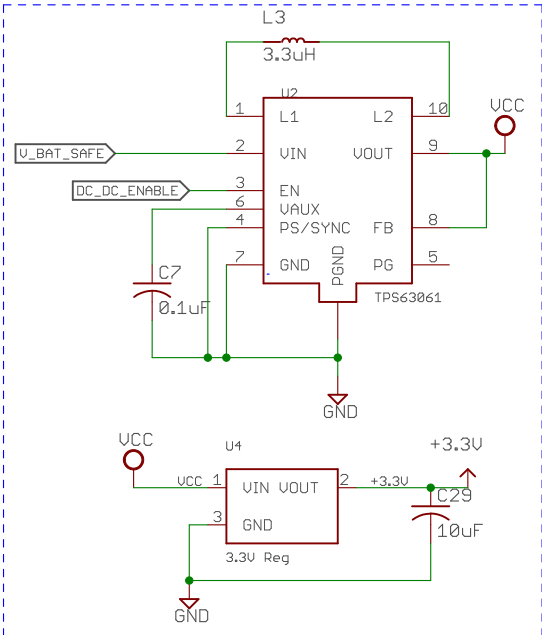 L3
3.3uH
U2
1 L1 L2 10
VCC
V_BAT_SAFE 2 VIN VOUT 9
DC_DC_ENABLE 3 EN
6 VAUX
4 PS/SYNC FB 8
7 GND PGND PG 5
C7
0.1uF
TPS63061
GND
VCC
U4
+3.3V
VCC 1 VIN VOUT 2 +3.3V
C29
3 GND
10uF
3.3V Reg
GND